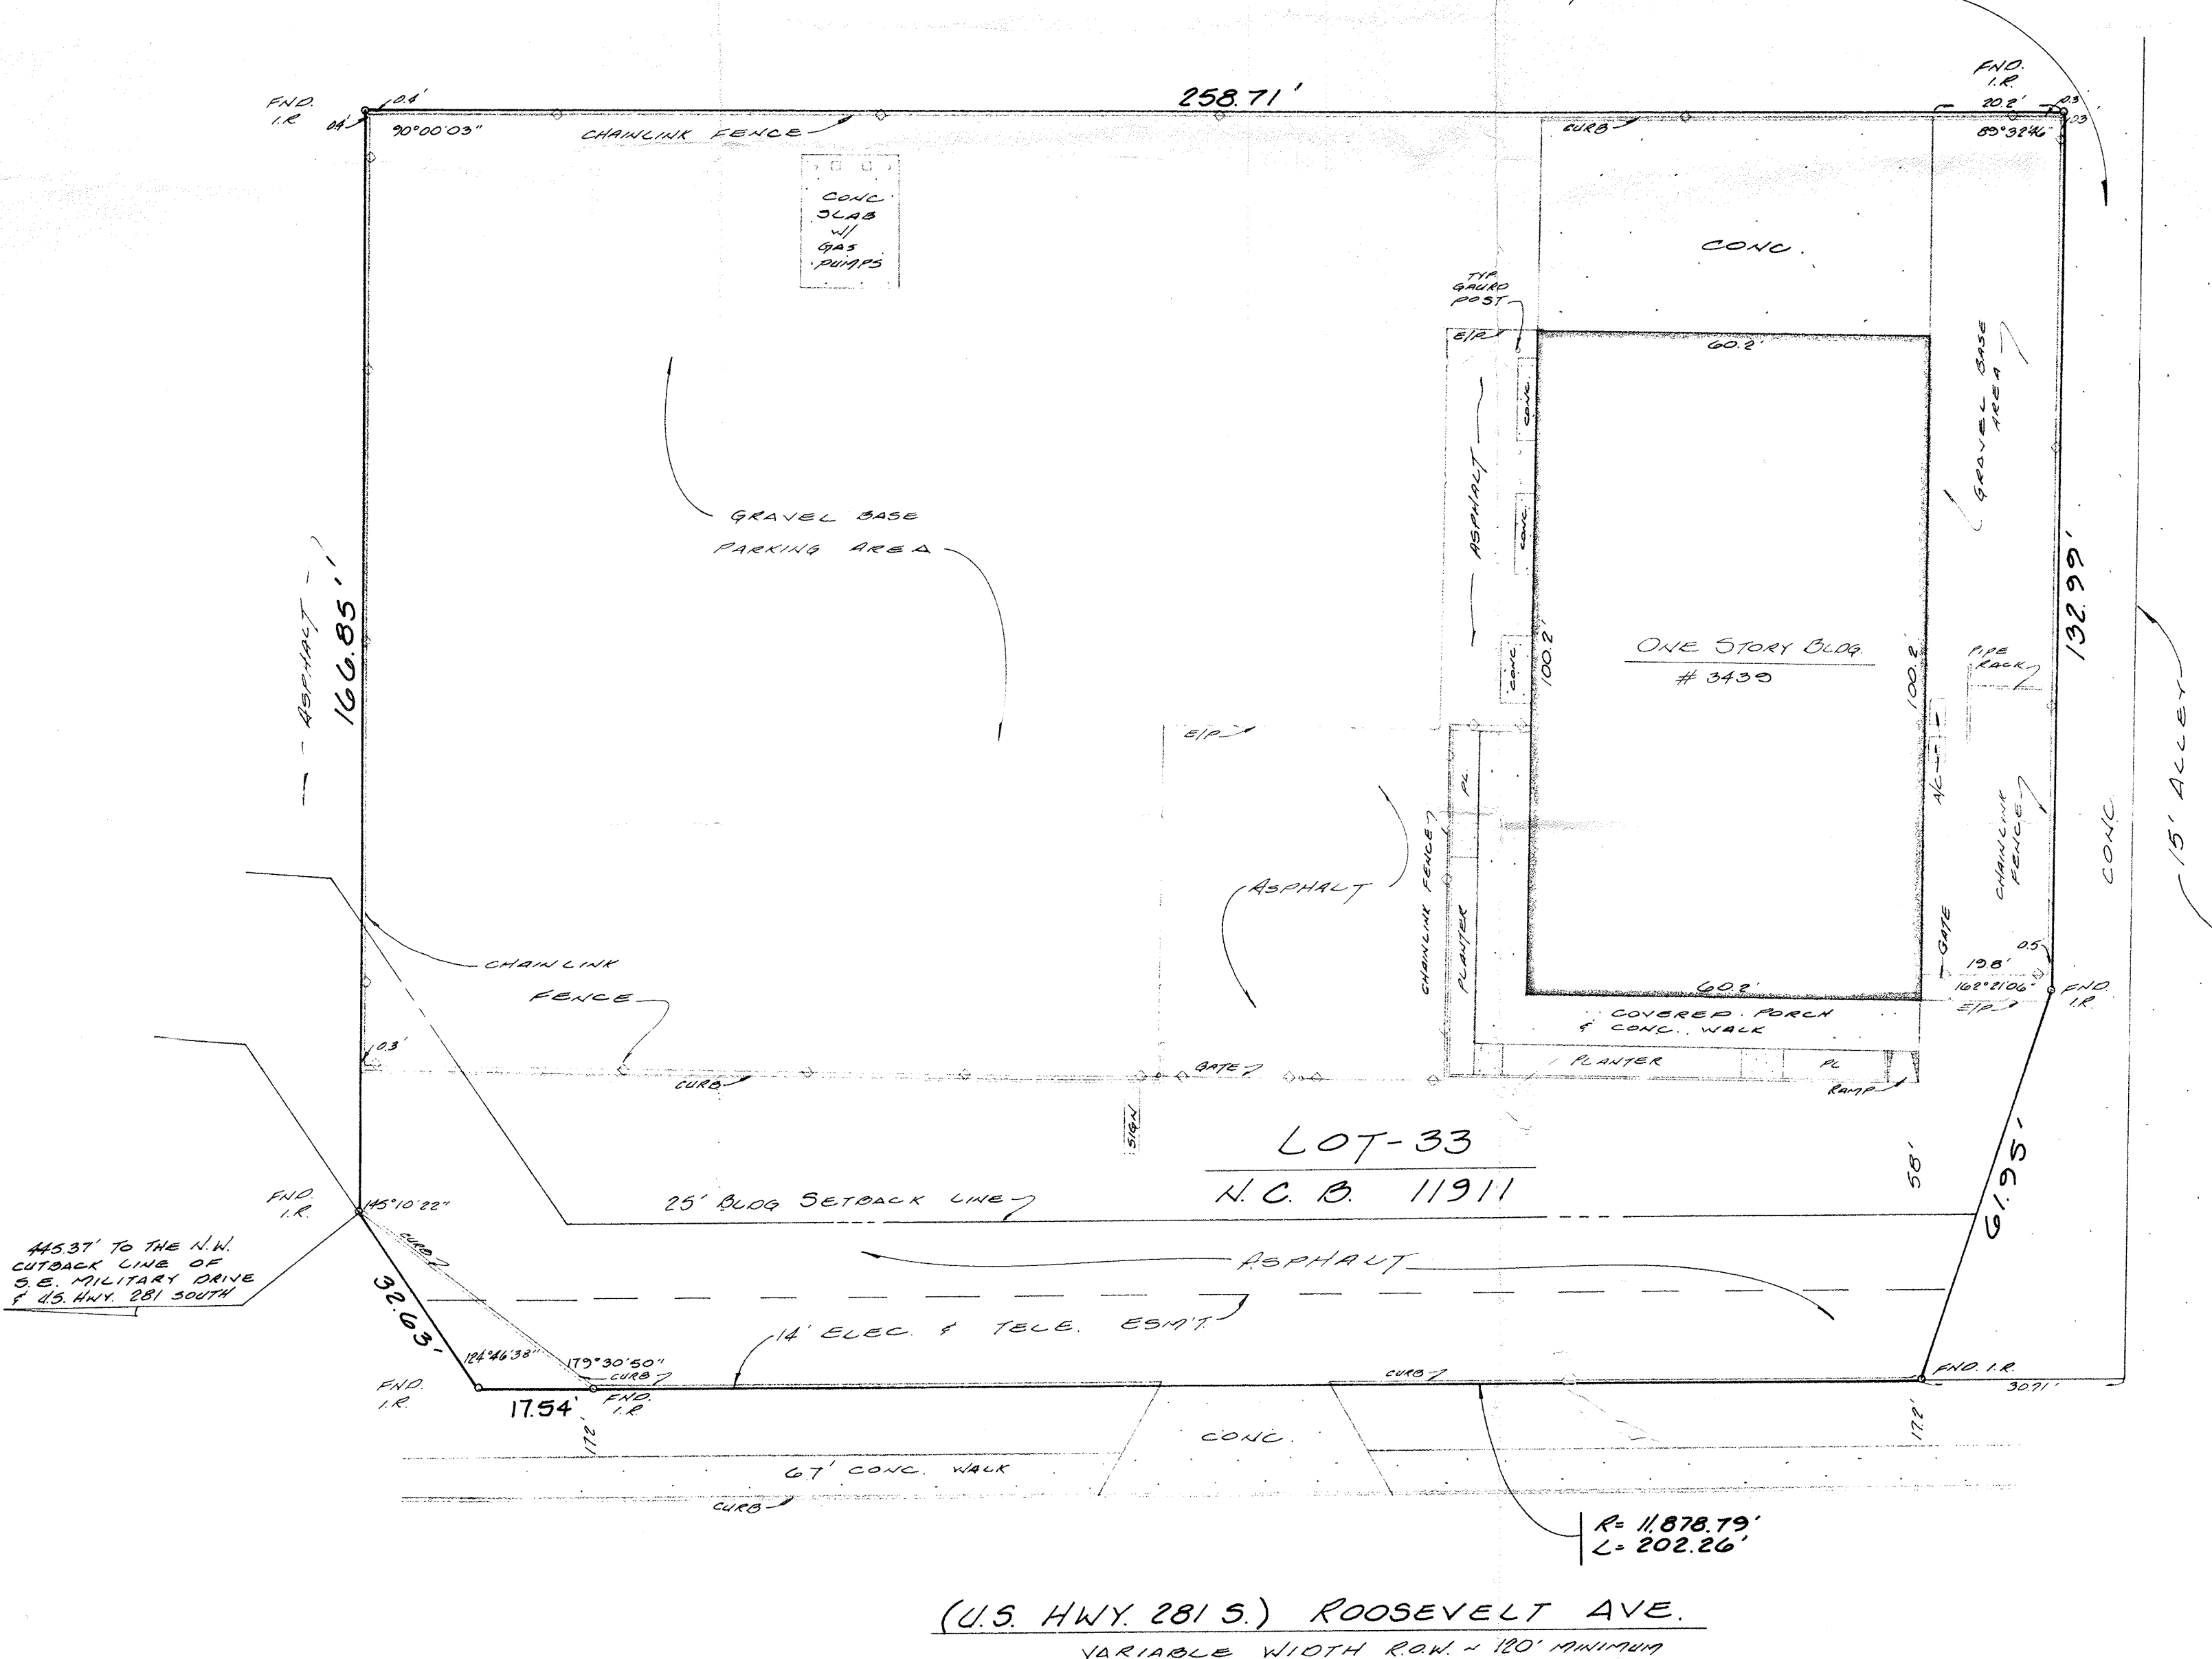 258.71'
FND.
I.R.
0.4'
0.4'
90°00'03"
CHAINLINK FENCE
CURB
FND.
I.R.
20.2'
0.3'
0.3
89°32'46"
CONC
SLAB
W/
GAS
PUMPS
CONC.
TYP.
GAURD
POST
E/P
60.2'
CONC.
CONC.
CONC.
ASPHALT
GRAVEL BASE
AREA
GRAVEL BASE
PARKING AREA
ASPHALT
166.85'
132.99'
100.2'
100.2'
ONE STORY BLDG.
# 3439
PIPE
RACK
15' ALLEY
CONC
E/P
PL.
A/C
CHAINLINK
FENCE
CHAINLINK FENCE
PLANTER
ASPHALT
GATE
0.5'
19.8'
162°21'06"
E/P
FND.
I.R.
CHAINLINK
FENCE
60.2'
COVERED PORCH
& CONC. WALK
0.3'
CURB
GATE
PLANTER
PL
RAMP
SIGN
LOT-33
N.C.B. 11911
58'
61.95'
FND.
I.R.
145°10'22"
25' BLDG SETBACK LINE
CURB
445.37' TO THE N.W.
CUTBACK LINE OF
S.E. MILITARY DRIVE
& U.S. HWY. 281 SOUTH
32.63'
ASPHALT
14' ELEC. & TELE. ESM'T.
124°46'38"
179°30'50"
CURB
CURB
FND. I.R.
30.71'
FND.
I.R.
17.54'
FND.
I.R.
17.2'
17.2'
CONC.
6.7' CONC. WALK
CURB
R= 11,878.79'
L= 202.26'
(U.S. HWY. 281 S.) ROOSEVELT AVE.
VARIABLE WIDTH R.O.W. ~ 120' MINIMUM